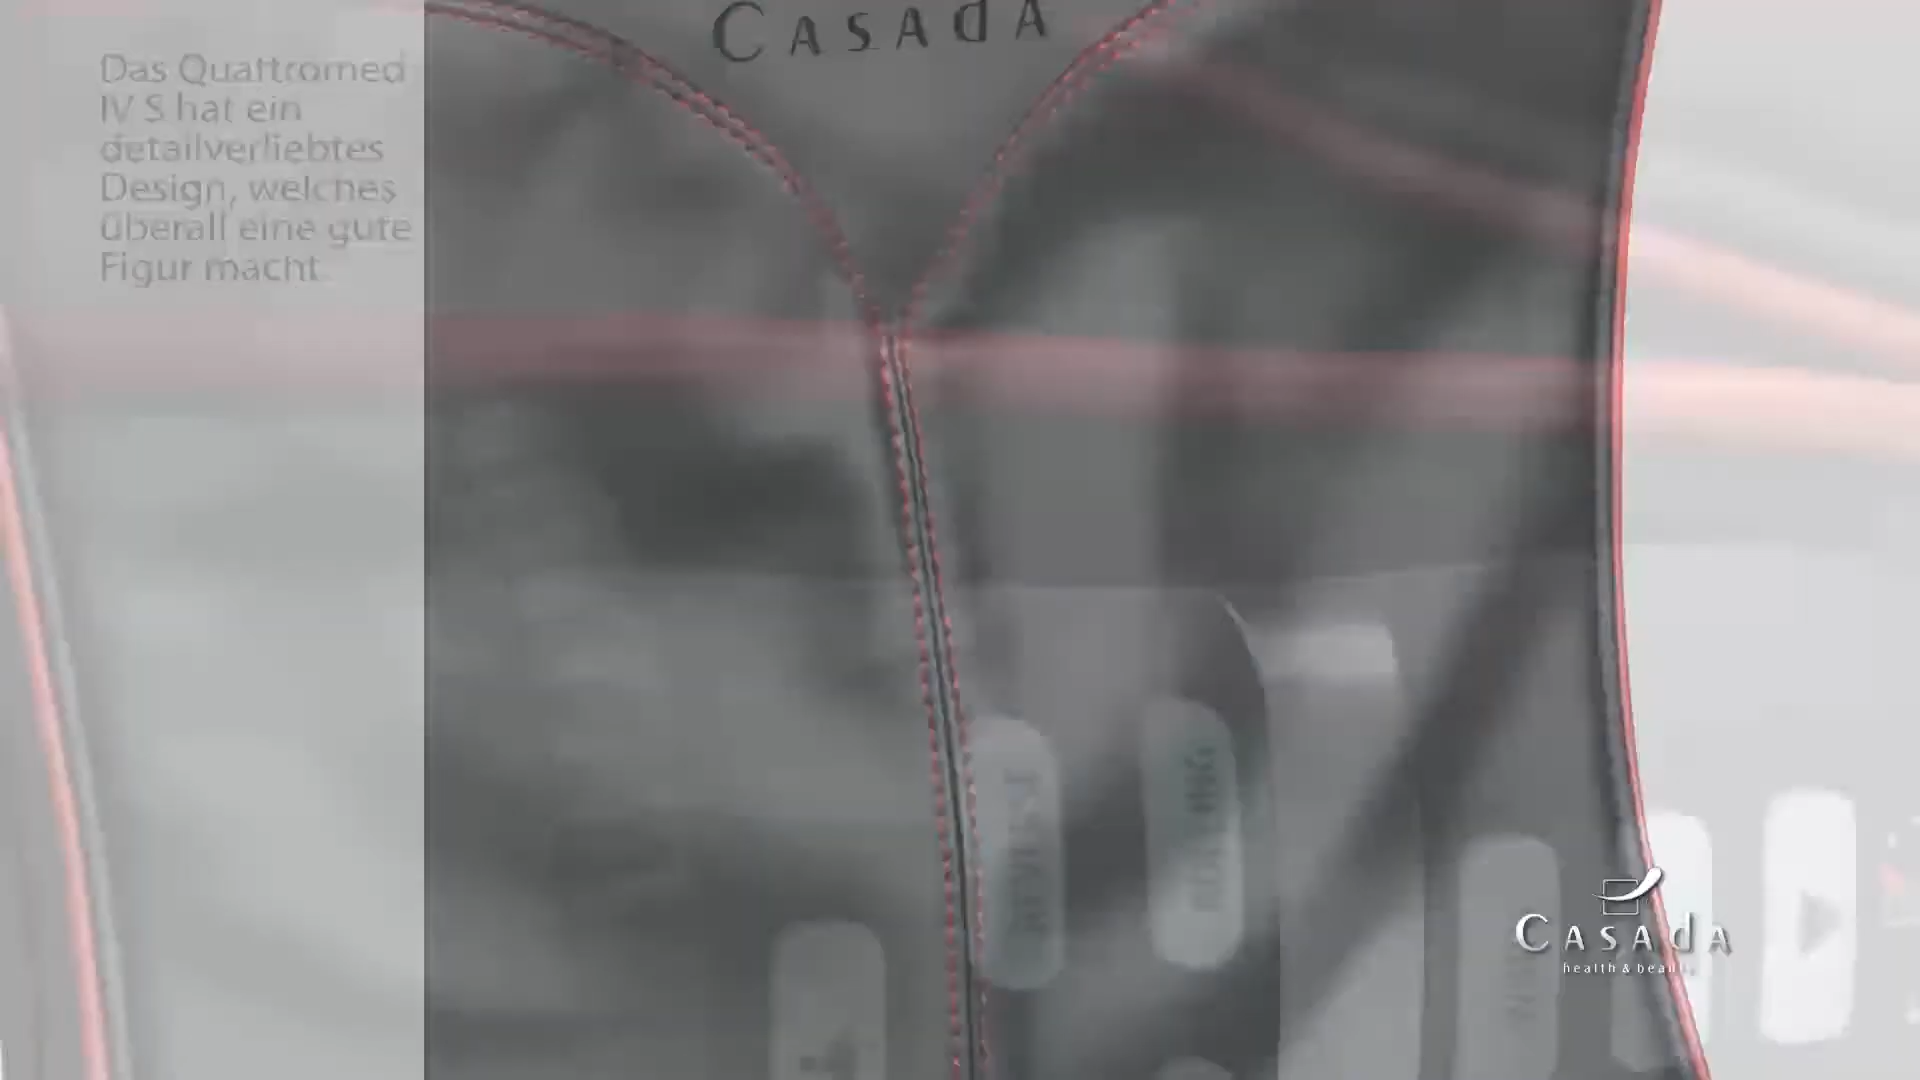 CASADA
Das Quattromed
IV S hat ein
detailverliebtes
Design, welches
überall eine gute
Figur macht.
CASAdA
health & beauty